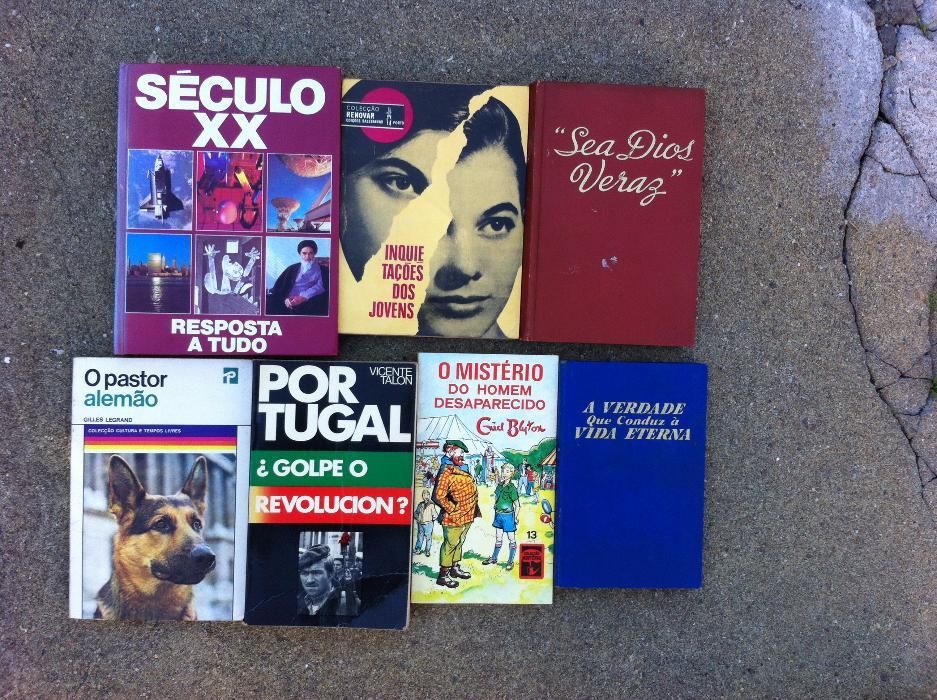 SÉCULO
XX
RESPOSTA
A TUDO
COLECÇÃO
RENOVAR
PORTO
INQUIE
TAÇÕES
DOS
JOVENS
"Sea Dios
Veraz"
O pastor
alemão
GILLES LEGRAND
COLECÇÃO CULTURA E TEMPOS LIVRES
VICENTE
TALON
POR
TUGAL
¿GOLPE O
REVOLUCION?
O MISTÉRIO
DO HOMEM
DESAPARECIDO
Enid Blyton
13
A VERDADE
Que Conduz à
VIDA ETERNA